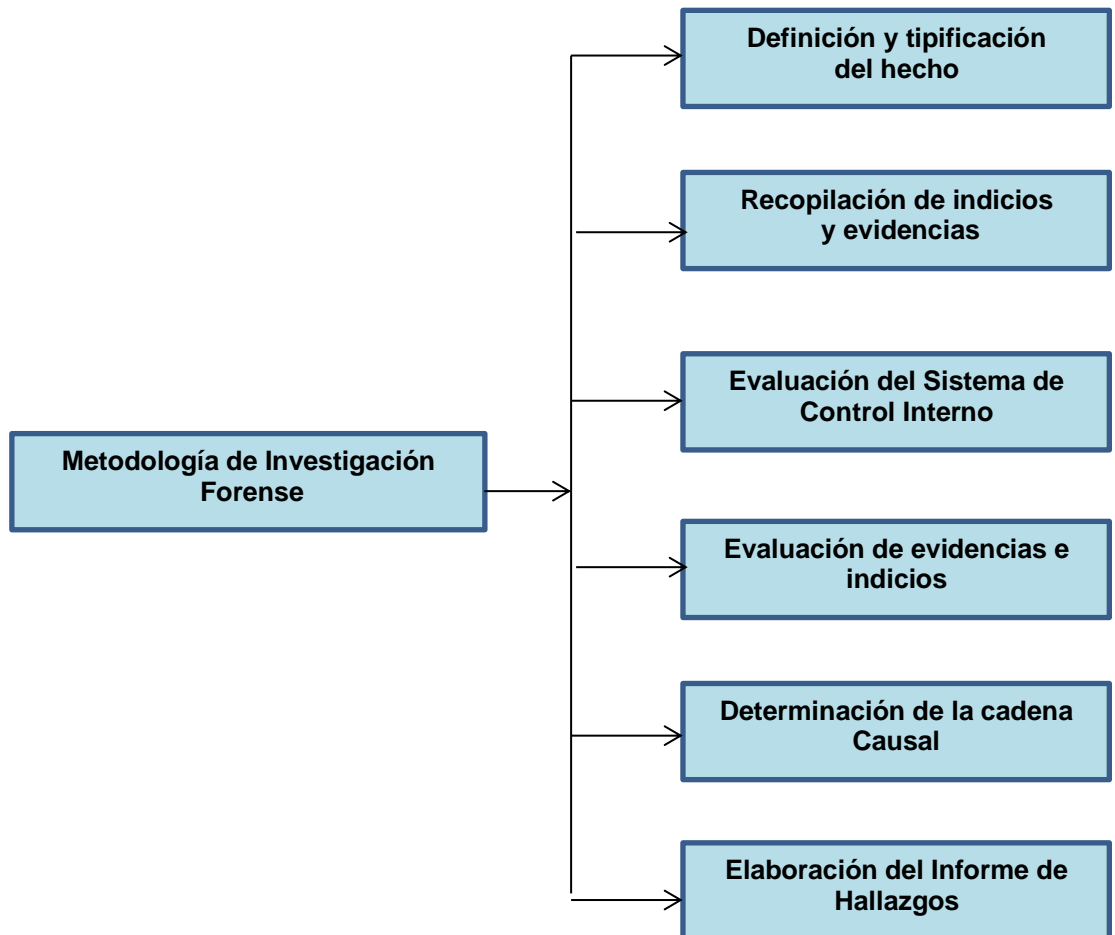 Definición y tipificación
del hecho
Recopilación de indicios
y evidencias
Evaluación del Sistema de
Control Interno
Metodología de Investigación
Forense
Evaluación de evidencias e
indicios
Determinación de la cadena
Causal
Elaboración del Informe de
Hallazgos